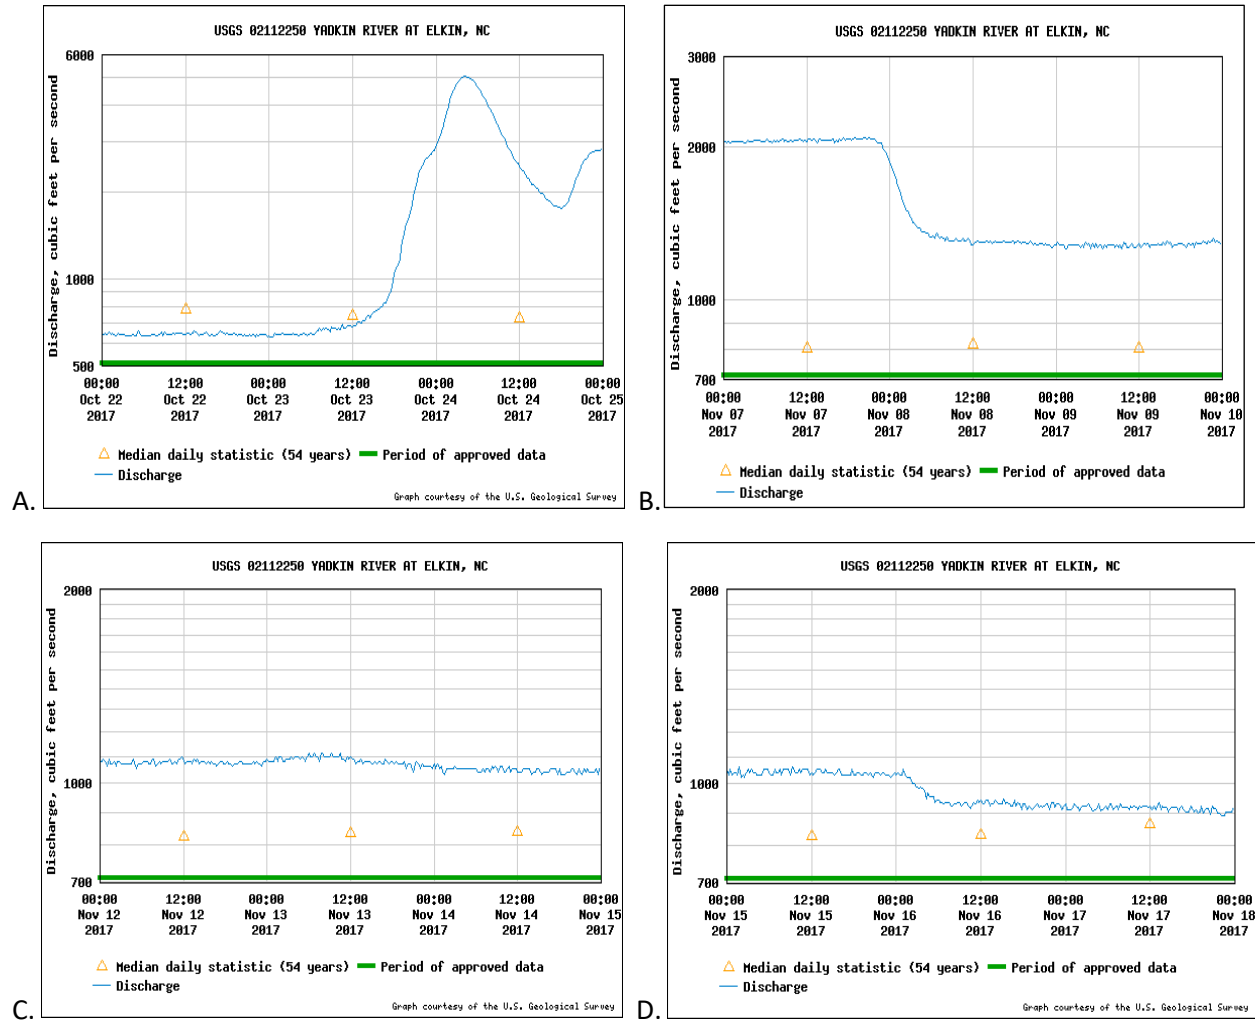 USGS 02112250 YADKIN RIVER AT ELKIN, NC
6000
1000
500
Discharge, cubic feet per second
00:00 12:00 00:00 12:00 00:00 12:00 00:00
Oct 22 Oct 22 Oct 23 Oct 23 Oct 24 Oct 24 Oct 25
2017 2017 2017 2017 2017 2017 2017
Median daily statistic (54 years) Period of approved data
Discharge
Graph courtesy of the U.S. Geological Survey
A.
USGS 02112250 YADKIN RIVER AT ELKIN, NC
3000
2000
1000
700
Discharge, cubic feet per second
00:00 12:00 00:00 12:00 00:00 12:00 00:00
Nov 07 Nov 07 Nov 08 Nov 08 Nov 09 Nov 09 Nov 10
2017 2017 2017 2017 2017 2017 2017
Median daily statistic (54 years) Period of approved data
Discharge
B.
USGS 02112250 YADKIN RIVER AT ELKIN, NC
2000
1000
700
Discharge, cubic feet per second
00:00 12:00 00:00 12:00 00:00 12:00 00:00
Nov 12 Nov 12 Nov 13 Nov 13 Nov 14 Nov 14 Nov 15
2017 2017 2017 2017 2017 2017 2017
Median daily statistic (54 years) Period of approved data
Discharge
Graph courtesy of the U.S. Geological Survey
C.
USGS 02112250 YADKIN RIVER AT ELKIN, NC
2000
1000
700
Discharge, cubic feet per second
00:00 12:00 00:00 12:00 00:00 12:00 00:00
Nov 15 Nov 15 Nov 16 Nov 16 Nov 17 Nov 17 Nov 18
2017 2017 2017 2017 2017 2017 2017
Median daily statistic (54 years) Period of approved data
Discharge
Graph courtesy of the U.S. Geological Survey
D.